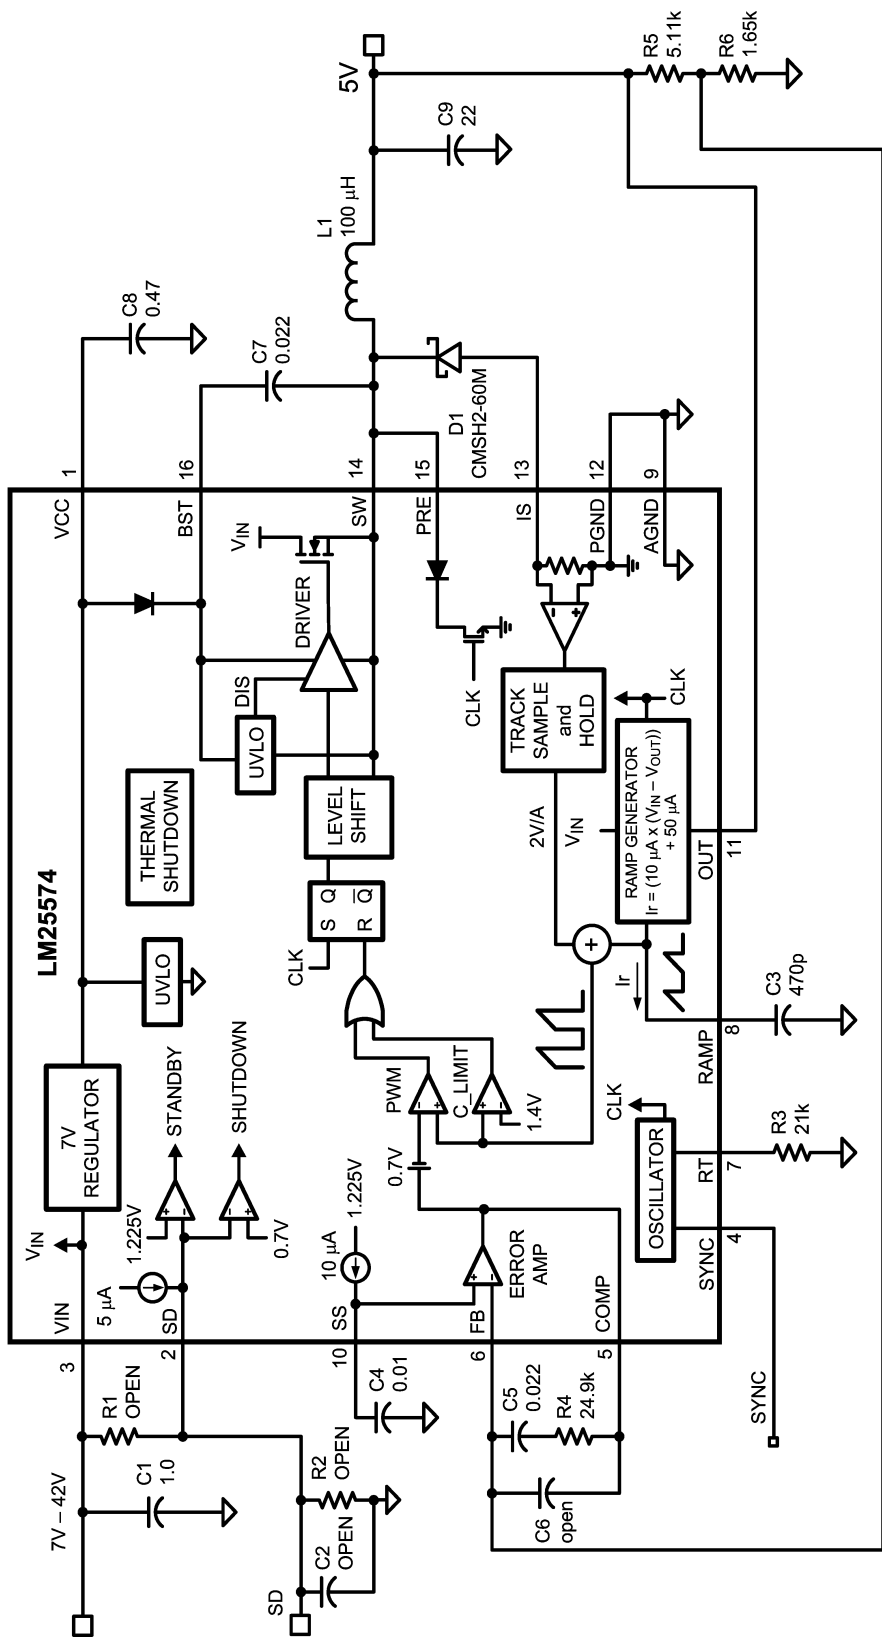 LM25574
7V – 42V
VIN
3
VIN
7V
REGULATOR
VCC
1
C8
0.47
C1
1.0
R1
OPEN
5 µA
SD
2
1.225V
STANDBY
SHUTDOWN
0.7V
UVLO
THERMAL
SHUTDOWN
BST
16
C7
0.022
UVLO
DIS
VIN
DRIVER
SD
C2
OPEN
R2
OPEN
CLK
S Q
R Q
LEVEL
SHIFT
SW
14
L1
100 µH
5V
C9
22
R5
5.11k
R6
1.65k
10
SS
10 µA
1.225V
C4
0.01
0.7V
PWM
C_LIMIT
1.4V
CLK
PRE
15
D1
CMSH2-60M
IS
13
PGND
12
AGND
9
FB
6
ERROR
AMP
COMP
5
C5
0.022
R4
24.9k
C6
open
2V/A
TRACK
SAMPLE
and
HOLD
VIN
+
Ir
RAMP GENERATOR
Ir = (10 µA x (VIN – VOUT))
+ 50 µA
CLK
OUT
11
SYNC
SYNC
4
OSCILLATOR
CLK
RT
7
R3
21k
RAMP
8
C3
470p